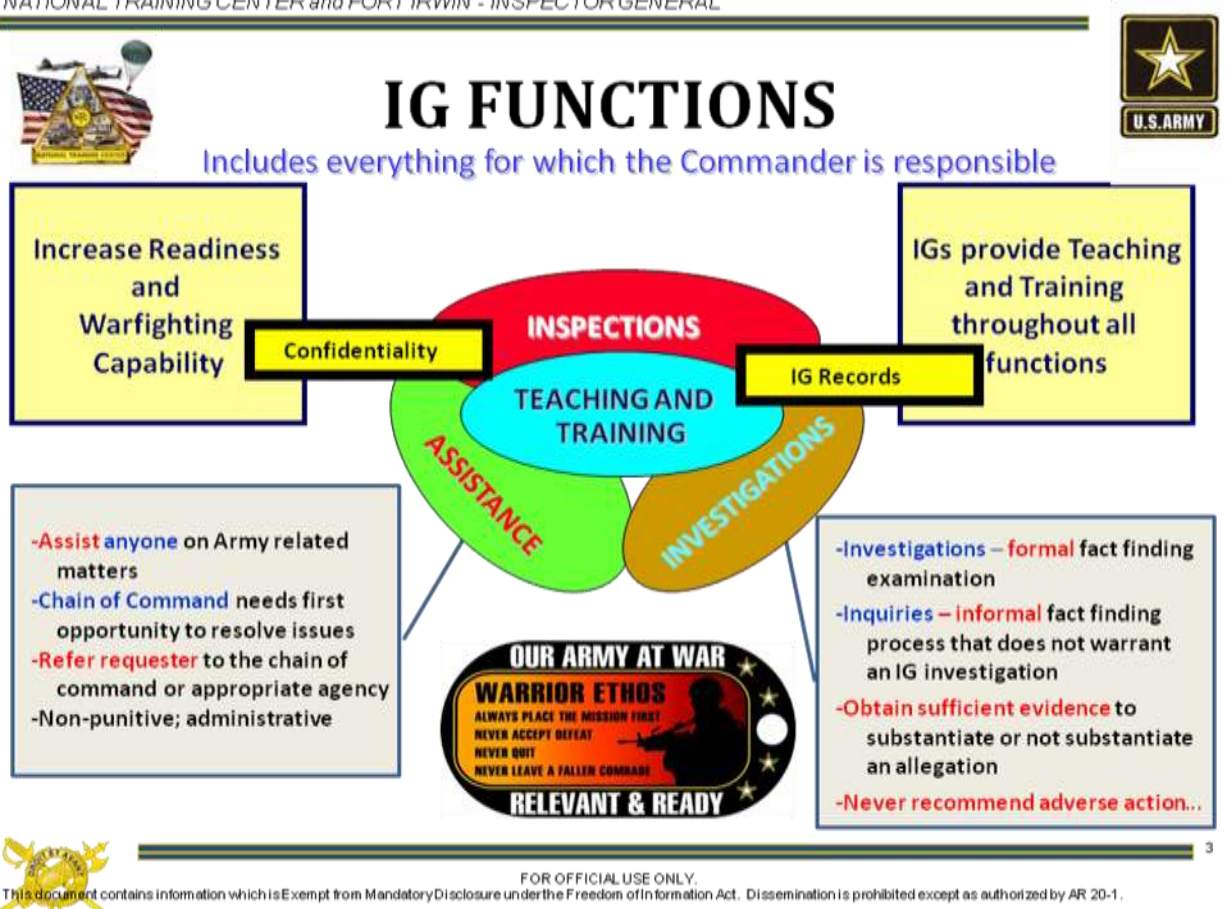 NATIONAL TRAINING CENTER and FORT IRWIN - INSPECTOR GENERAL
U.S.ARMY
NATIONAL TRAINING CENTER
IG FUNCTIONS
Includes everything for which the Commander is responsible
Increase Readiness
and
Warfighting
Capability
Confidentiality
INSPECTIONS
TEACHING AND
TRAINING
ASSISTANCE
INVESTIGATIONS
IG Records
IGs provide Teaching
and Training
throughout all
functions
-Assist anyone on Army related
matters
-Chain of Command needs first
opportunity to resolve issues
-Refer requester to the chain of
command or appropriate agency
-Non-punitive; administrative
OUR ARMY AT WAR
WARRIOR ETHOS
ALWAYS PLACE THE MISSION FIRST
NEVER ACCEPT DEFEAT
NEVER QUIT
NEVER LEAVE A FALLEN COMRADE
RELEVANT & READY
-Investigations – formal fact finding
examination
-Inquiries – informal fact finding
process that does not warrant
an IG investigation
-Obtain sufficient evidence to
substantiate or not substantiate
an allegation
-Never recommend adverse action...
3
DROIT ET AVANT
FOR OFFICIAL USE ONLY.
This document contains information which is Exempt from Mandatory Disclosure under the Freedom of Information Act. Dissemination is prohibited except as authorized by AR 20-1.